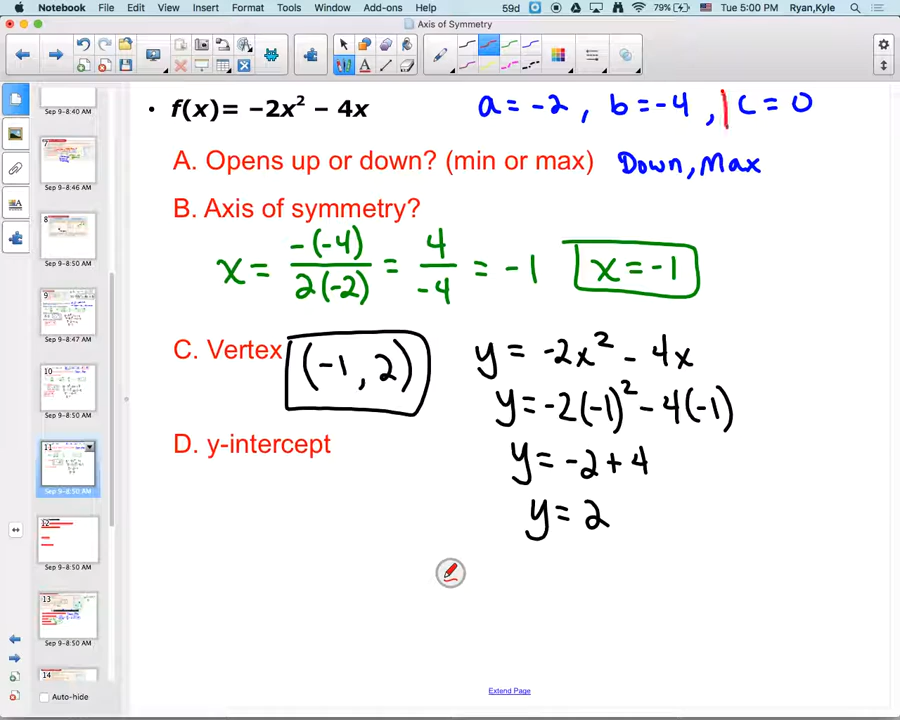 Notebook File Edit View Insert Format Tools Window Add-ons Help 59d 79% Tue 5:00 PM Ryan,Kyle
Axis of Symmetry
• f(x)= −2x² − 4x a = -2 , b = -4 , | c = 0
A. Opens up or down? (min or max) Down, Max
B. Axis of symmetry?
x = -(-4) / 2(-2) = 4 / -4 = -1 x = -1
C. Vertex (-1, 2) y = -2x² - 4x
y = -2(-1)² - 4(-1)
D. y-intercept
y = -2 + 4
y = 2
Extend Page
Sep 9-8:40 AM
7
Sep 9-8:46 AM
8
Sep 9-8:50 AM
9
Sep 9-8:47 AM
10
Sep 9-8:50 AM
11
Sep 9-8:50 AM
12
Sep 9-8:50 AM
13
Sep 9-8:50 AM
14
Auto-hide